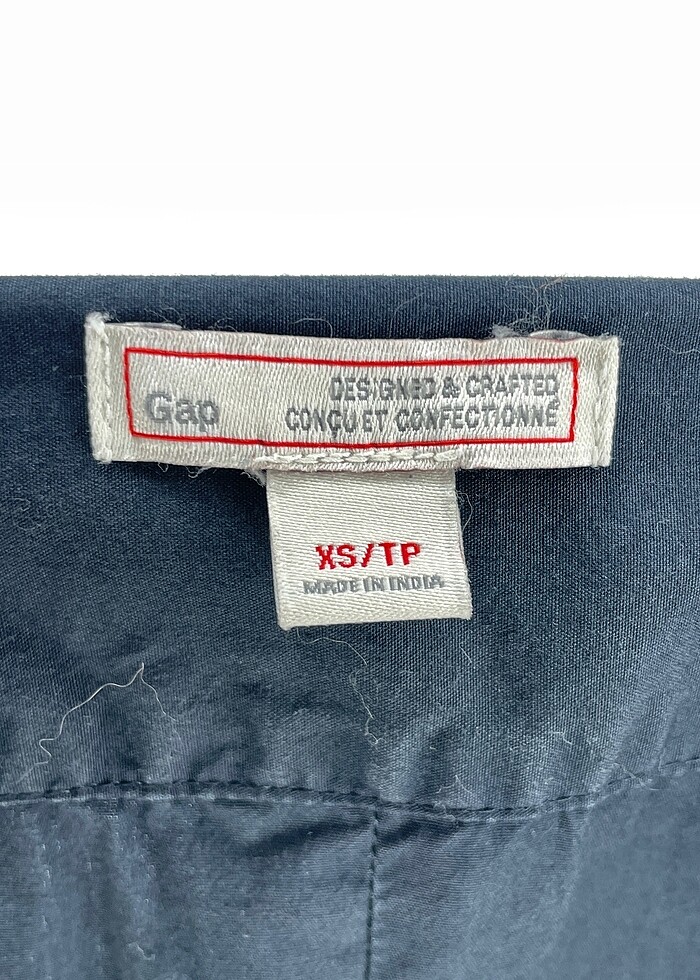 Gap
DESIGNED & CRAFTED
CONÇU ET CONFECTIONNÉ
XS/TP
MADE IN INDIA